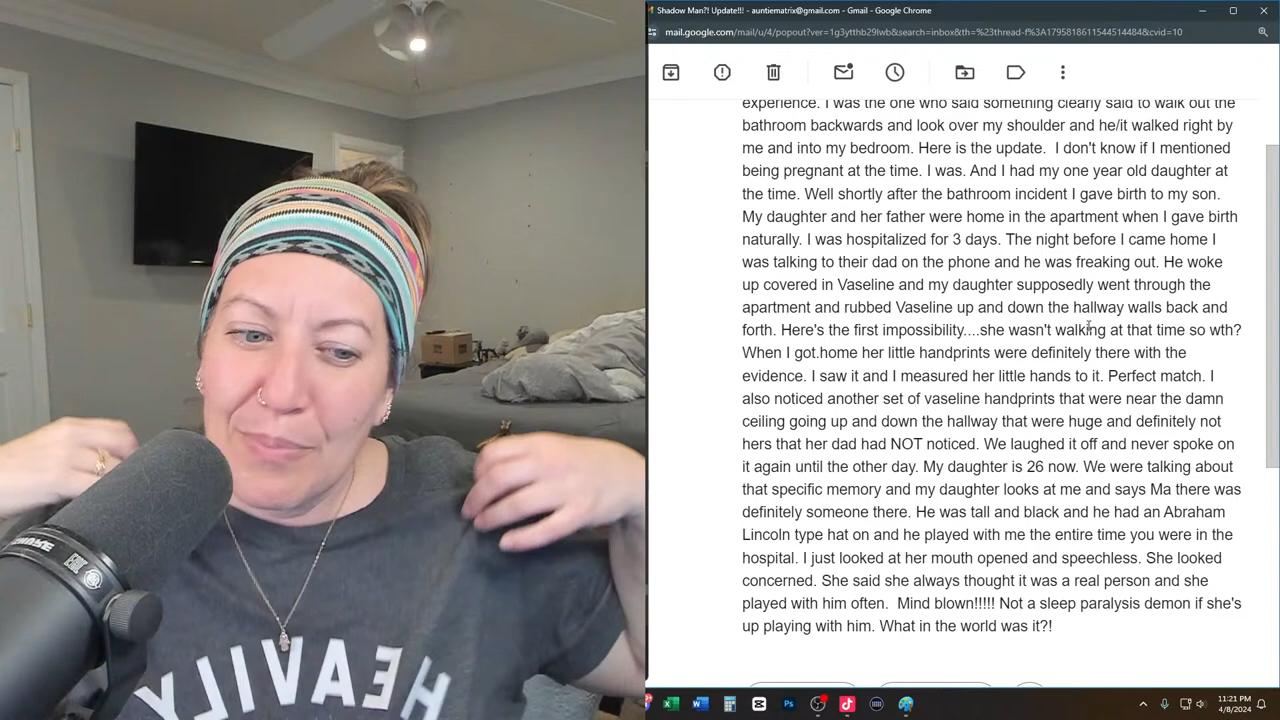 Shadow Man?! Update!!! - auntiematrix@gmail.com - Gmail - Google Chrome
mail.google.com/mail/u/4/popout?ver=1g3ytthb29lwb&search=inbox&th=%23thread-f%3A1795818611544514484&cvid=10
experience. I was the one who said something clearly said to walk out the
bathroom backwards and look over my shoulder and he/it walked right by
me and into my bedroom. Here is the update.  I don't know if I mentioned
being pregnant at the time. I was. And I had my one year old daughter at
the time. Well shortly after the bathroom incident I gave birth to my son.
My daughter and her father were home in the apartment when I gave birth
naturally. I was hospitalized for 3 days. The night before I came home I
was talking to their dad on the phone and he was freaking out. He woke
up covered in Vaseline and my daughter supposedly went through the
apartment and rubbed Vaseline up and down the hallway walls back and
forth. Here's the first impossibility....she wasn't walking at that time so wth?
When I got.home her little handprints were definitely there with the
evidence. I saw it and I measured her little hands to it. Perfect match. I
also noticed another set of vaseline handprints that were near the damn
ceiling going up and down the hallway that were huge and definitely not
hers that her dad had NOT noticed. We laughed it off and never spoke on
it again until the other day. My daughter is 26 now. We were talking about
that specific memory and my daughter looks at me and says Ma there was
definitely someone there. He was tall and black and he had an Abraham
Lincoln type hat on and he played with me the entire time you were in the
hospital. I just looked at her mouth opened and speechless. She looked
concerned. She said she always thought it was a real person and she
played with him often.  Mind blown!!!!! Not a sleep paralysis demon if she's
up playing with him. What in the world was it?!
HEAVILY
11:21 PM
4/8/2024